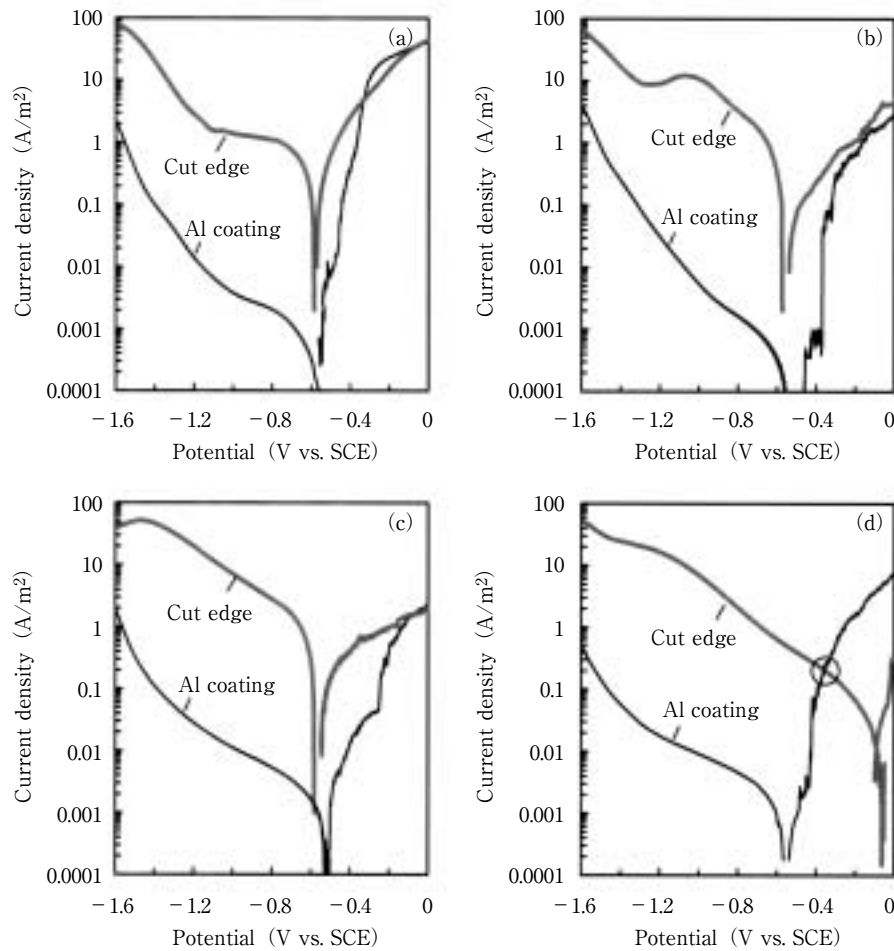 (a)
100
10
1
0.1
0.01
0.001
0.0001
Current density (A/m²)
Cut edge
Al coating
−1.6 −1.2 −0.8 −0.4 0
Potential (V vs. SCE)
(b)
100
10
1
0.1
0.01
0.001
0.0001
Current density (A/m²)
Cut edge
Al coating
−1.6 −1.2 −0.8 −0.4 0
Potential (V vs. SCE)
(c)
100
10
1
0.1
0.01
0.001
0.0001
Current density (A/m²)
Cut edge
Al coating
−1.6 −1.2 −0.8 −0.4 0
Potential (V vs. SCE)
(d)
100
10
1
0.1
0.01
0.001
0.0001
Current density (A/m²)
Cut edge
Al coating
−1.6 −1.2 −0.8 −0.4 0
Potential (V vs. SCE)